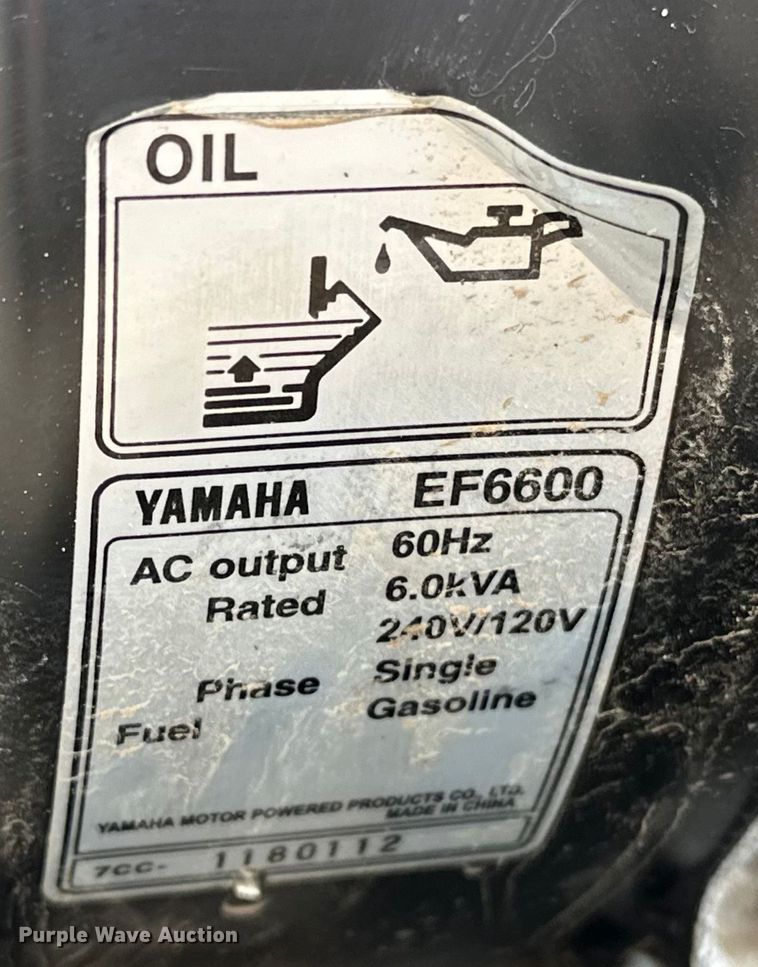 OIL
YAMAHA EF6600
AC output 60Hz
Rated 6.0kVA
240V/120V
Phase Single
Fuel Gasoline
YAMAHA MOTOR POWERED PRODUCTS CO., LTD.
MADE IN CHINA
7CC- 1180112
Purple Wave Auction